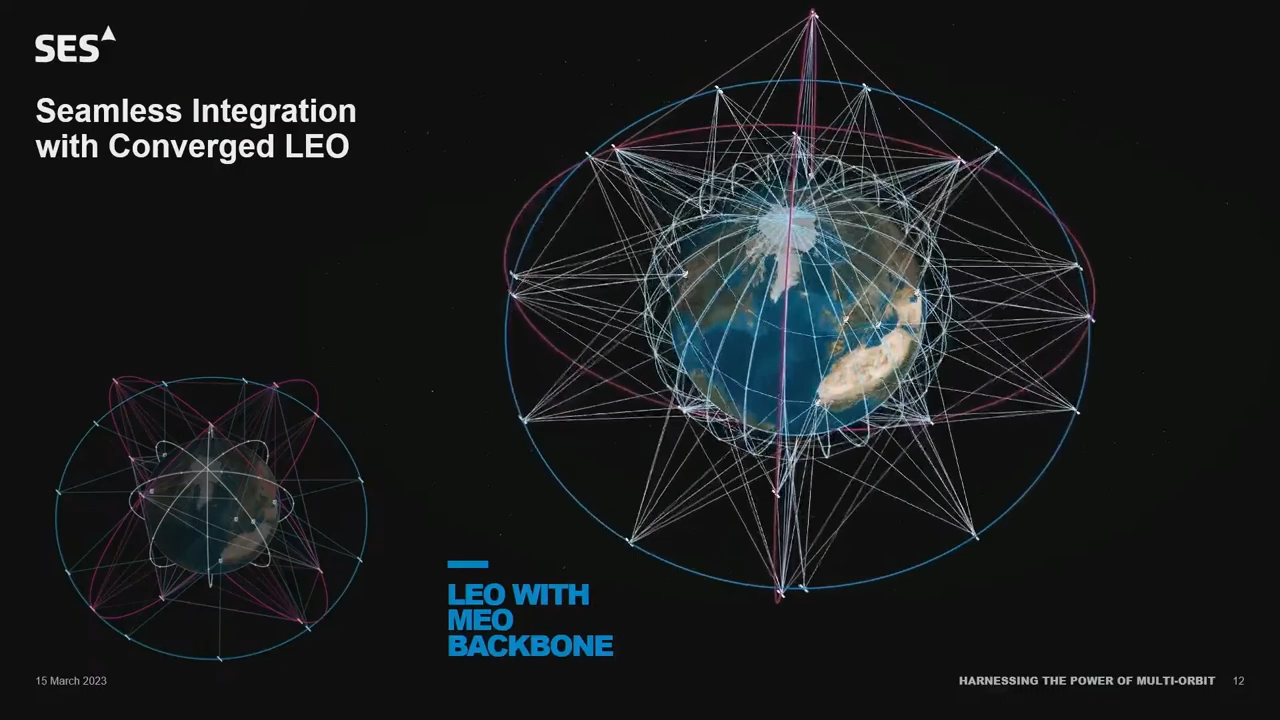 SES
Seamless Integration
with Converged LEO
LEO WITH
MEO
BACKBONE
15 March 2023
HARNESSING THE POWER OF MULTI-ORBIT 12